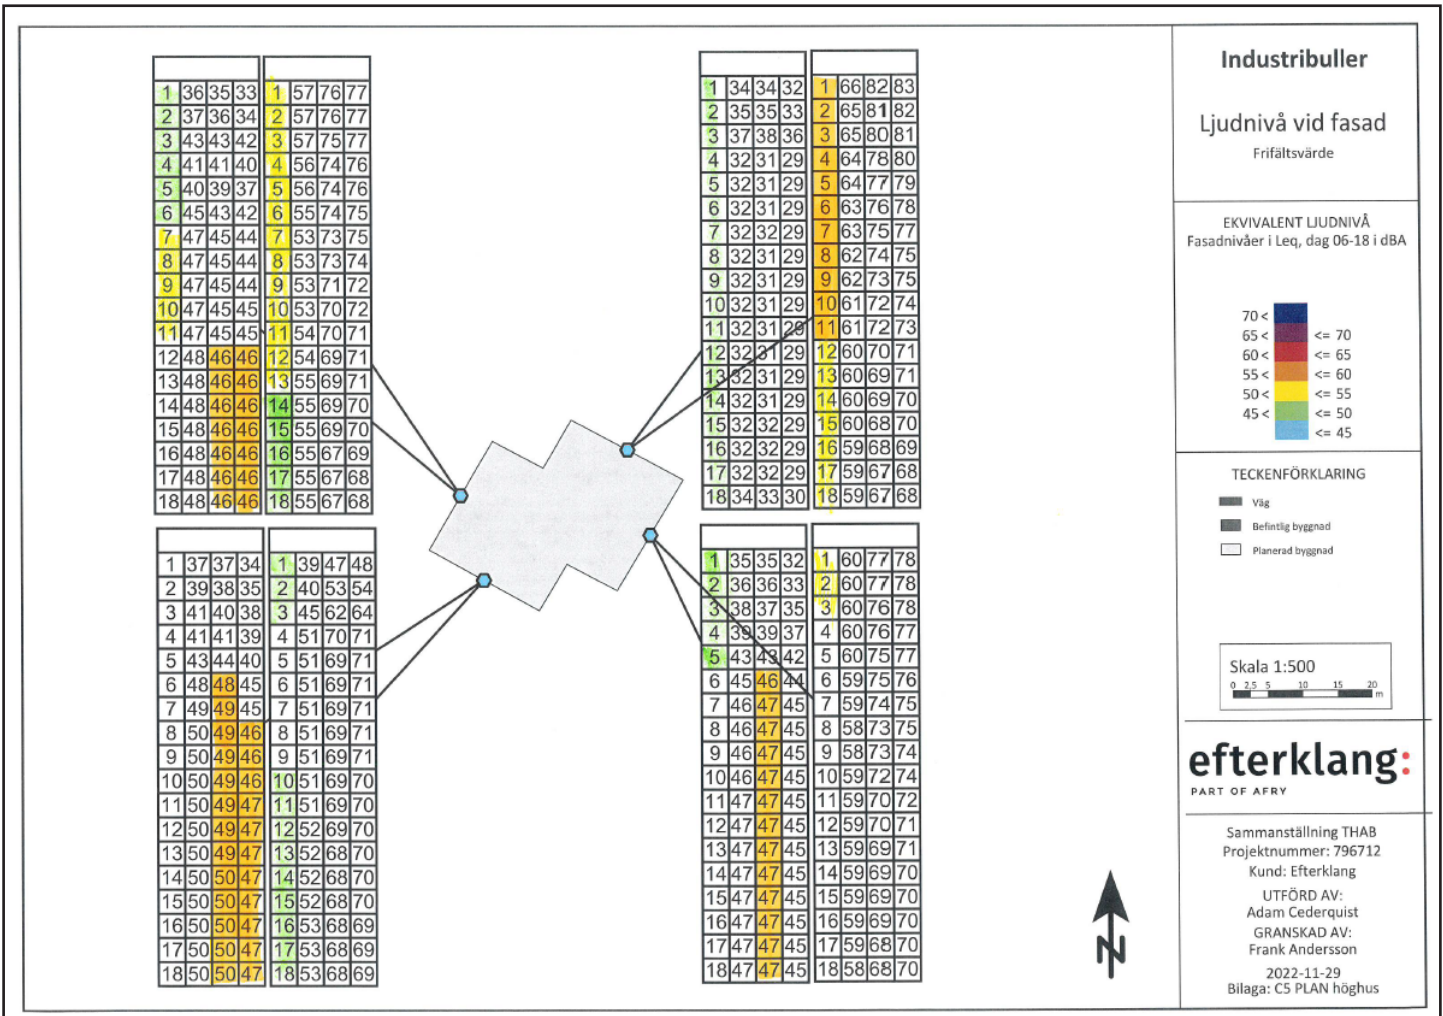 1 36 35 33
2 37 36 34
3 43 43 42
4 41 41 40
5 40 39 37
6 45 43 42
7 47 45 44
8 47 45 44
9 47 45 44
10 47 45 45
11 47 45 45
12 48 46 46
13 48 46 46
14 48 46 46
15 48 46 46
16 48 46 46
17 48 46 46
18 48 46 46
1 57 76 77
2 57 76 77
3 57 75 77
4 56 74 76
5 56 74 76
6 55 74 75
7 53 73 75
8 53 73 74
9 53 71 72
10 53 70 72
11 54 70 71
12 54 69 71
13 55 69 71
14 55 69 70
15 55 69 70
16 55 67 69
17 55 67 68
18 55 67 68
1 34 34 32
2 35 35 33
3 37 38 36
4 32 31 29
5 32 31 29
6 32 31 29
7 32 32 29
8 32 31 29
9 32 31 29
10 32 31 29
11 32 31 29
12 32 31 29
13 32 31 29
14 32 31 29
15 32 32 29
16 32 32 29
17 32 32 29
18 34 33 30
1 66 82 83
2 65 81 82
3 65 80 81
4 64 78 80
5 64 77 79
6 63 76 78
7 63 75 77
8 62 74 75
9 62 73 75
10 61 72 74
11 61 72 73
12 60 70 71
13 60 69 71
14 60 69 70
15 60 68 70
16 59 68 69
17 59 67 68
18 59 67 68
1 37 37 34
2 39 38 35
3 41 40 38
4 41 41 39
5 43 44 40
6 48 48 45
7 49 49 45
8 50 49 46
9 50 49 46
10 50 49 46
11 50 49 47
12 50 49 47
13 50 49 47
14 50 50 47
15 50 50 47
16 50 50 47
17 50 50 47
18 50 50 47
1 39 47 48
2 40 53 54
3 45 62 64
4 51 70 71
5 51 69 71
6 51 69 71
7 51 69 71
8 51 69 71
9 51 69 71
10 51 69 70
11 51 69 70
12 52 69 70
13 52 68 70
14 52 68 70
15 52 68 70
16 53 68 69
17 53 68 69
18 53 68 69
1 35 35 32
2 36 36 33
3 38 37 35
4 39 39 37
5 43 43 42
6 45 46 44
7 46 47 45
8 46 47 45
9 46 47 45
10 46 47 45
11 47 47 45
12 47 47 45
13 47 47 45
14 47 47 45
15 47 47 45
16 47 47 45
17 47 47 45
18 47 47 45
1 60 77 78
2 60 77 78
3 60 76 78
4 60 76 77
5 60 75 77
6 59 75 76
7 59 74 75
8 58 73 75
9 58 73 74
10 59 72 74
11 59 70 72
12 59 70 71
13 59 69 71
14 59 69 70
15 59 69 70
16 59 69 70
17 59 68 70
18 58 68 70
Industribuller
Ljudnivå vid fasad
Frifältsvärde
EKVIVALENT LJUDNIVÅ
Fasadnivåer i Leq, dag 06-18 i dBA
70 <
65 < <= 70
60 < <= 65
55 < <= 60
50 < <= 55
45 < <= 50
<= 45
TECKENFÖRKLARING
Väg
Befintlig byggnad
Planerad byggnad
Skala 1:500
0 2,5 5 10 15 20
m
efterklang:
PART OF AFRY
Sammanställning THAB
Projektnummer: 796712
Kund: Efterklang
UTFÖRD AV:
Adam Cederquist
GRANSKAD AV:
Frank Andersson
2022-11-29
Bilaga: C5 PLAN höghus
N